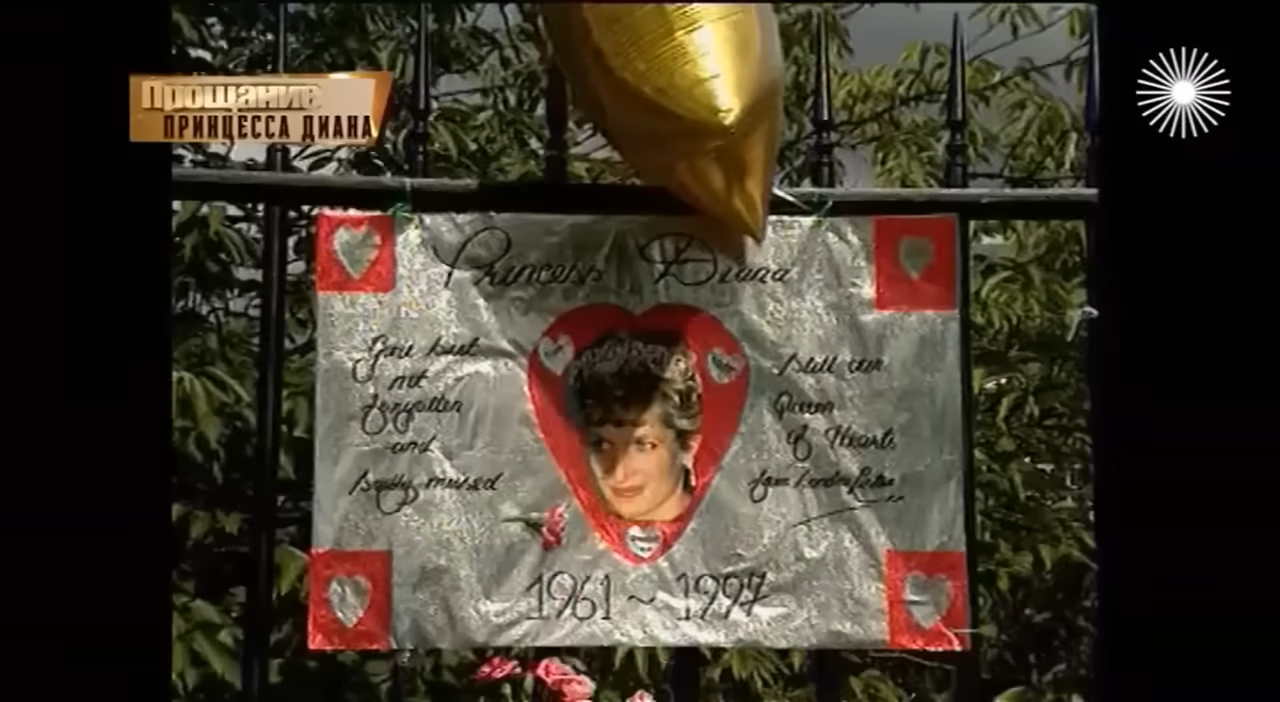 Прощание
ПРИНЦЕССА ДИАНА
Princess Diana
Gone but
not
forgotten
and
Sadly missed
Still our
Queen
of Hearts
1961 ~ 1997